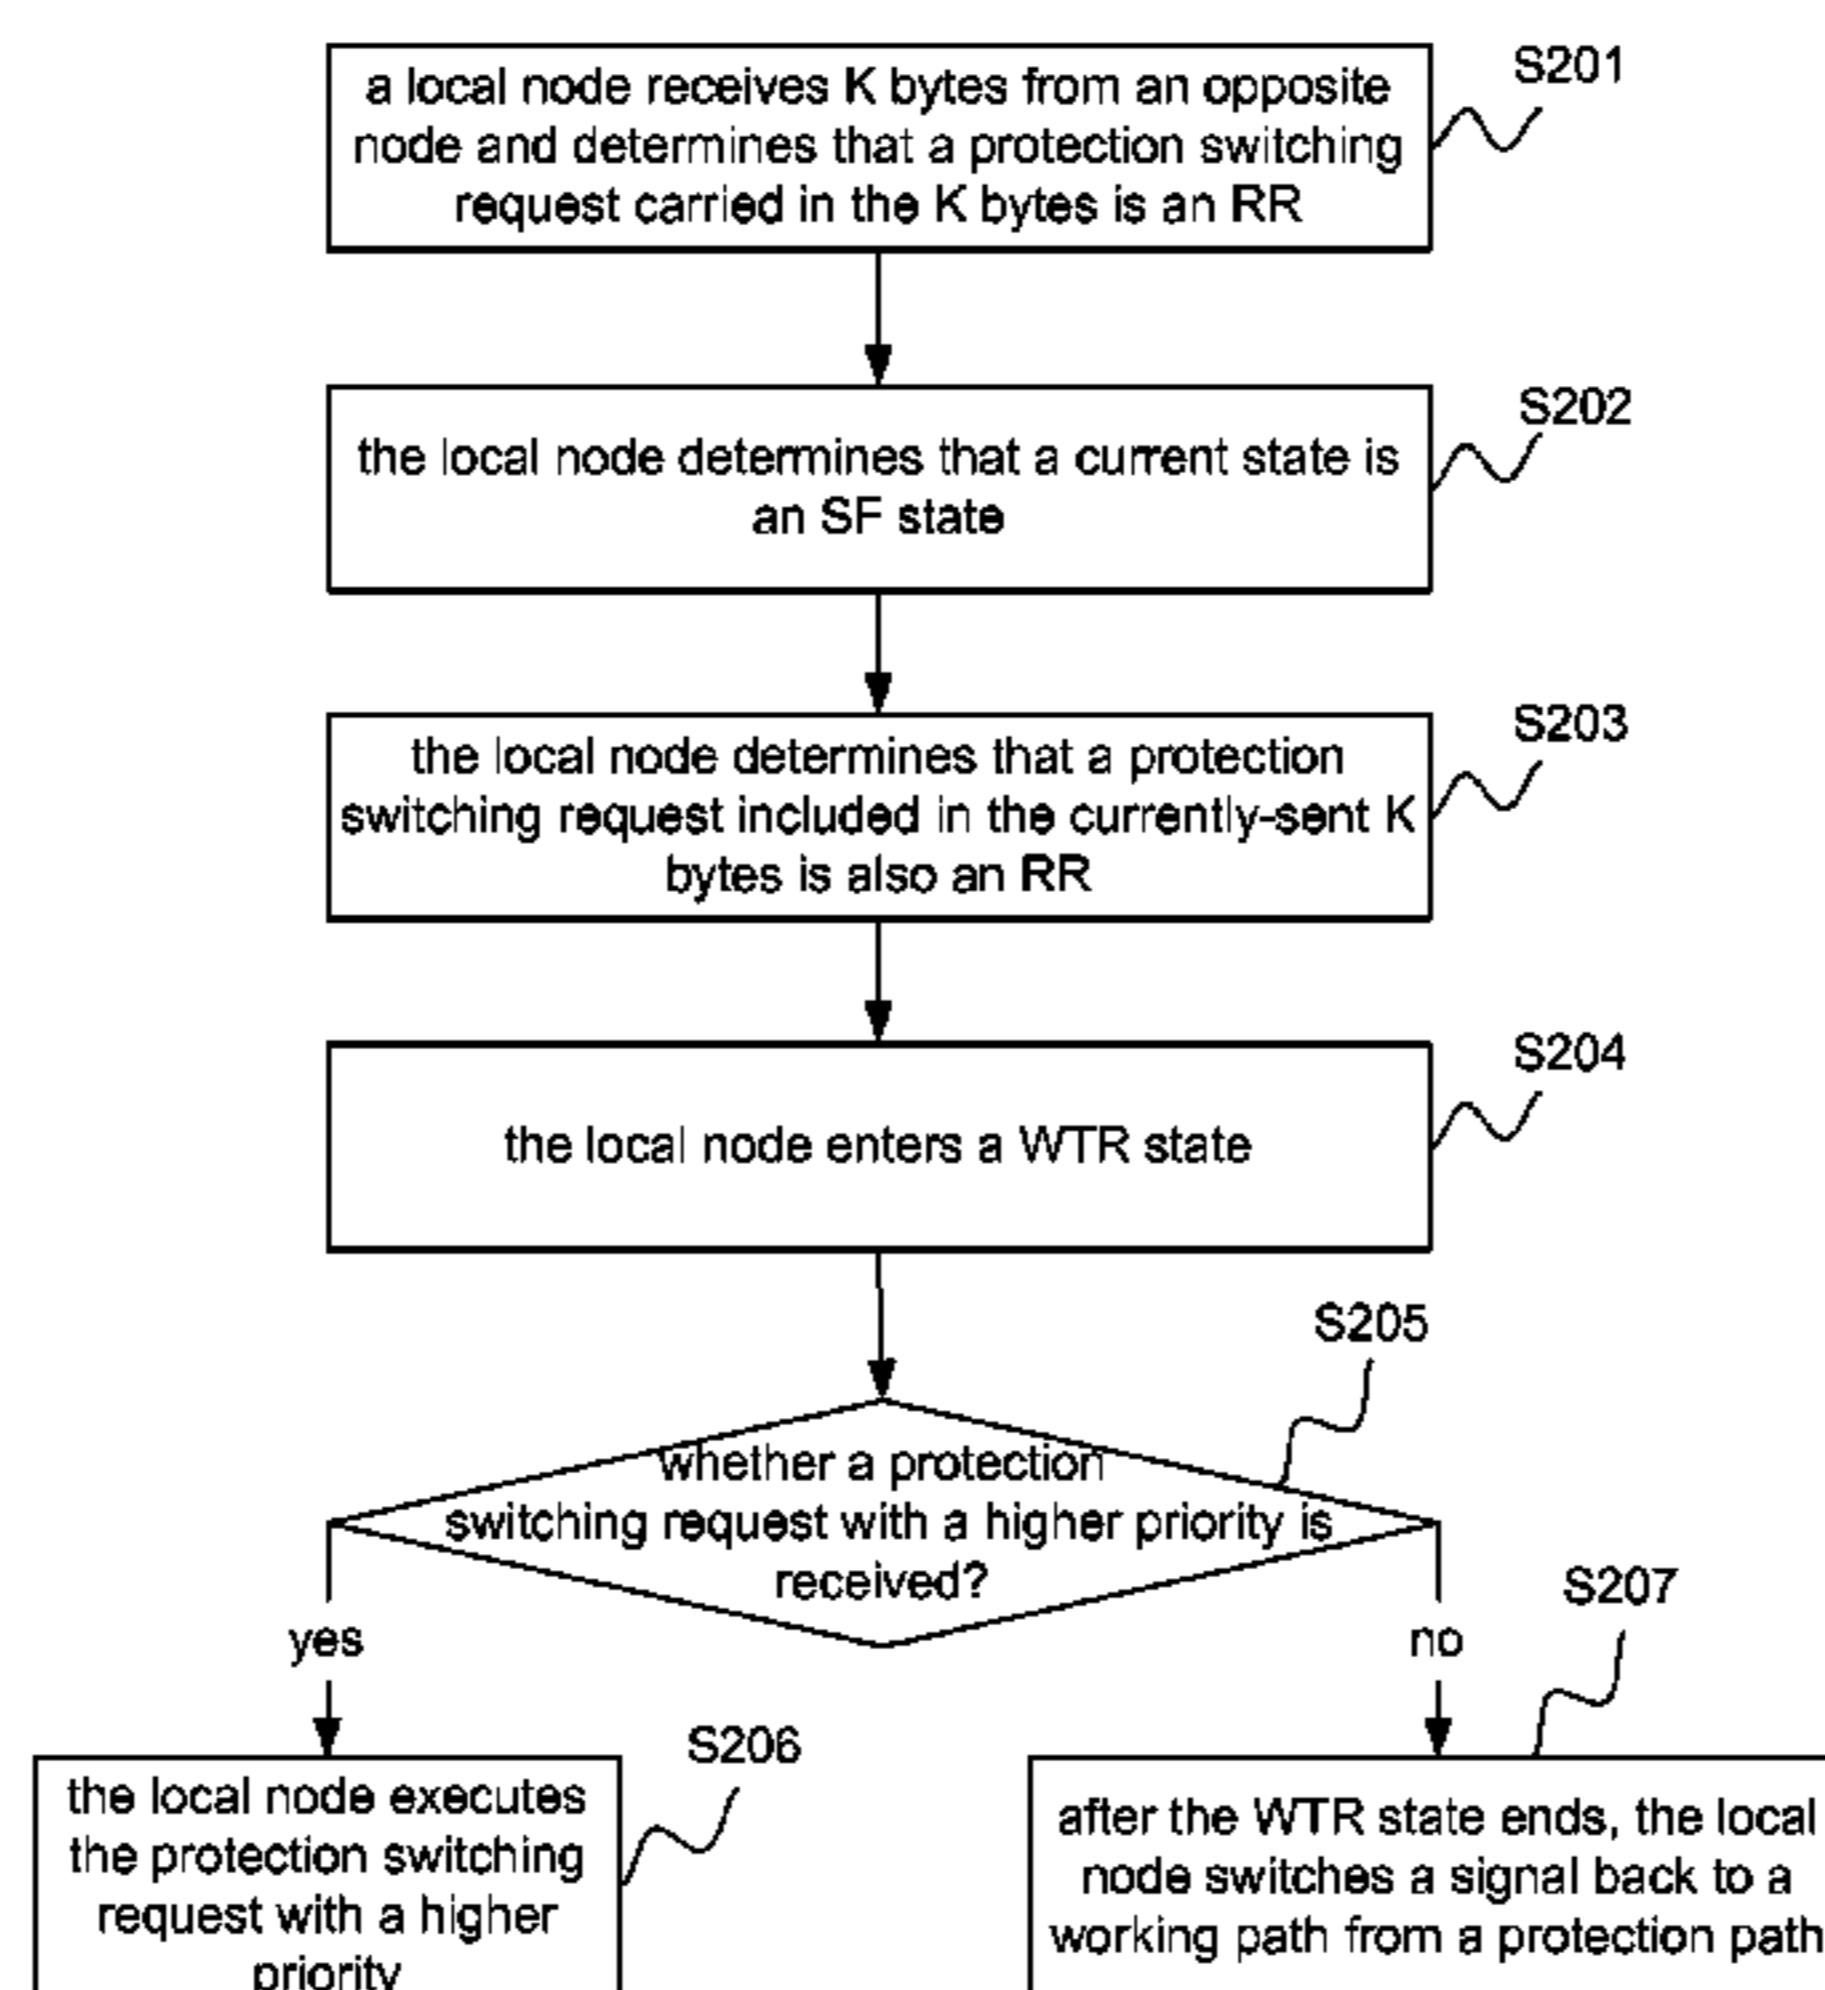 S201
a local node receives K bytes from an opposite
node and determines that a protection switching
request carried in the K bytes is an RR
S202
the local node determines that a current state is
an SF state
S203
the local node determines that a protection
switching request included in the currently-sent K
bytes is also an RR
S204
the local node enters a WTR state
S205
whether a protection
switching request with a higher priority is
received?
yes
no
S206
the local node executes
the protection switching
request with a higher
priority
S207
after the WTR state ends, the local
node switches a signal back to a
working path from a protection path